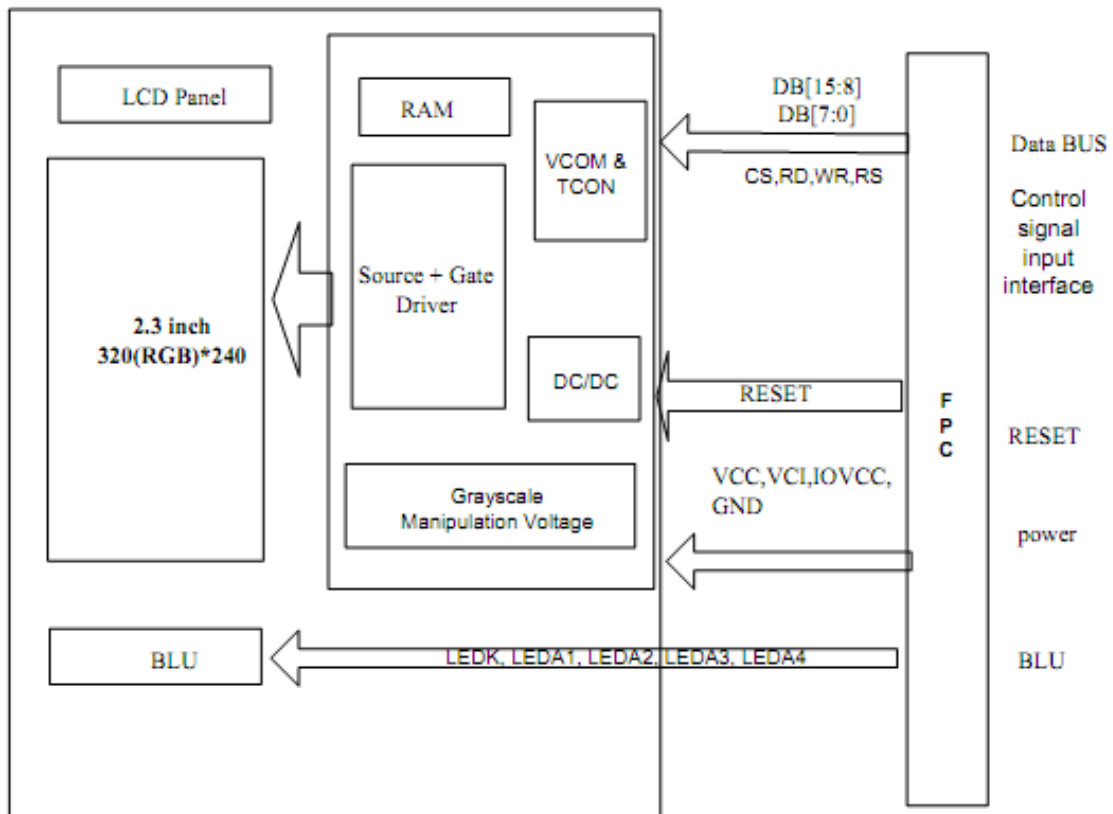 LCD Panel
2.3 inch
320(RGB)*240
BLU
RAM
VCOM &
TCON
Source + Gate
Driver
DC/DC
Grayscale
Manipulation Voltage
DB[15:8]
DB[7:0]
CS,RD,WR,RS
RESET
VCC,VCI,IOVCC,
GND
LEDK, LEDA1, LEDA2, LEDA3, LEDA4
F
P
C
Data BUS
Control
signal
input
interface
RESET
power
BLU